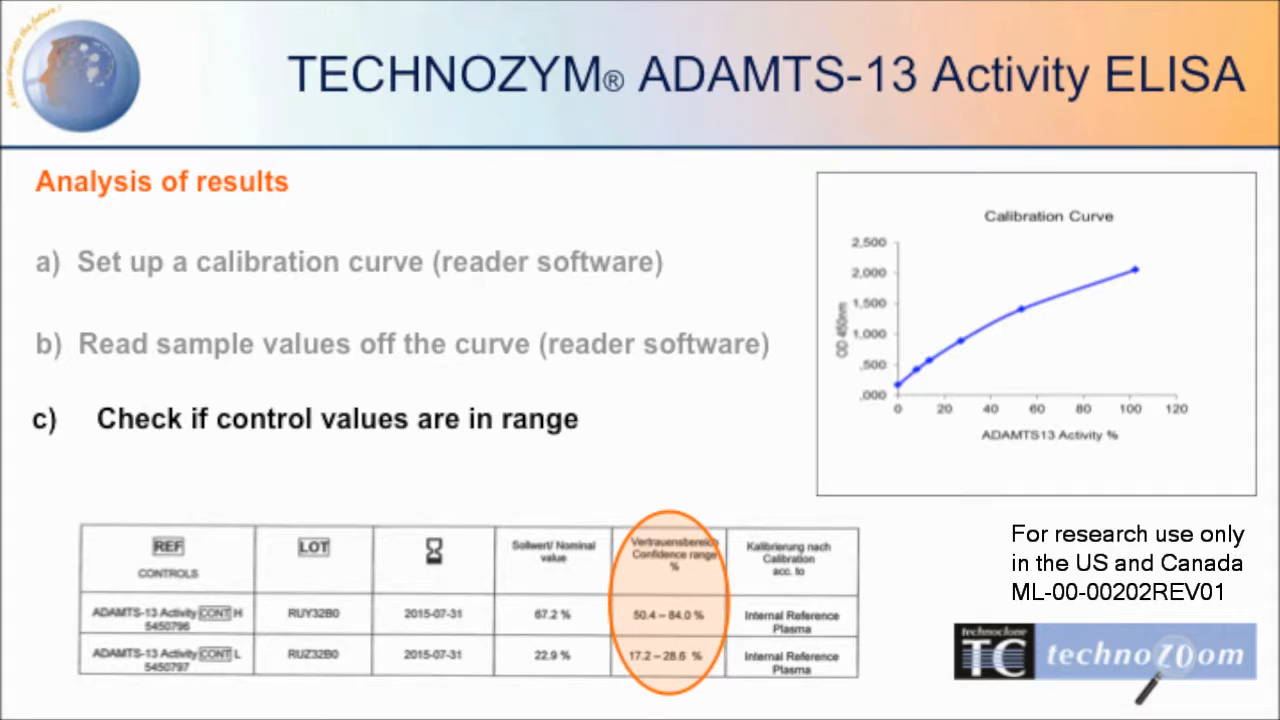 A clear view into the future!
TECHNOZYM® ADAMTS-13 Activity ELISA
Analysis of results
a) Set up a calibration curve (reader software)
b) Read sample values off the curve (reader software)
c) Check if control values are in range
Calibration Curve
2,500
2,000
1,500
1,000
,500
,000
OD 450nm
0 20 40 60 80 100 120
ADAMTS13 Activity %
REF
CONTROLS
LOT
Sollwert/ Nominal
value
Vertrauensbereich
Confidence range
%
Kalibrierung nach
Calibration
acc. to
ADAMTS-13 Activity CONT H
5450796
RUY32B0
2015-07-31
67.2 %
50.4 – 84.0 %
Internal Reference
Plasma
ADAMTS-13 Activity CONT L
5450797
RUZ32B0
2015-07-31
22.9 %
17.2 – 28.6 %
Internal Reference
Plasma
For research use only
in the US and Canada
ML-00-00202REV01
technoclone
TC
technozoom